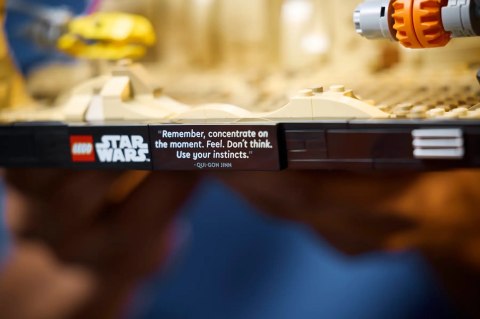 LEGO
STAR
WARS
"Remember, concentrate on
the moment. Feel. Don't think.
Use your instincts."
-QUI-GON JINN